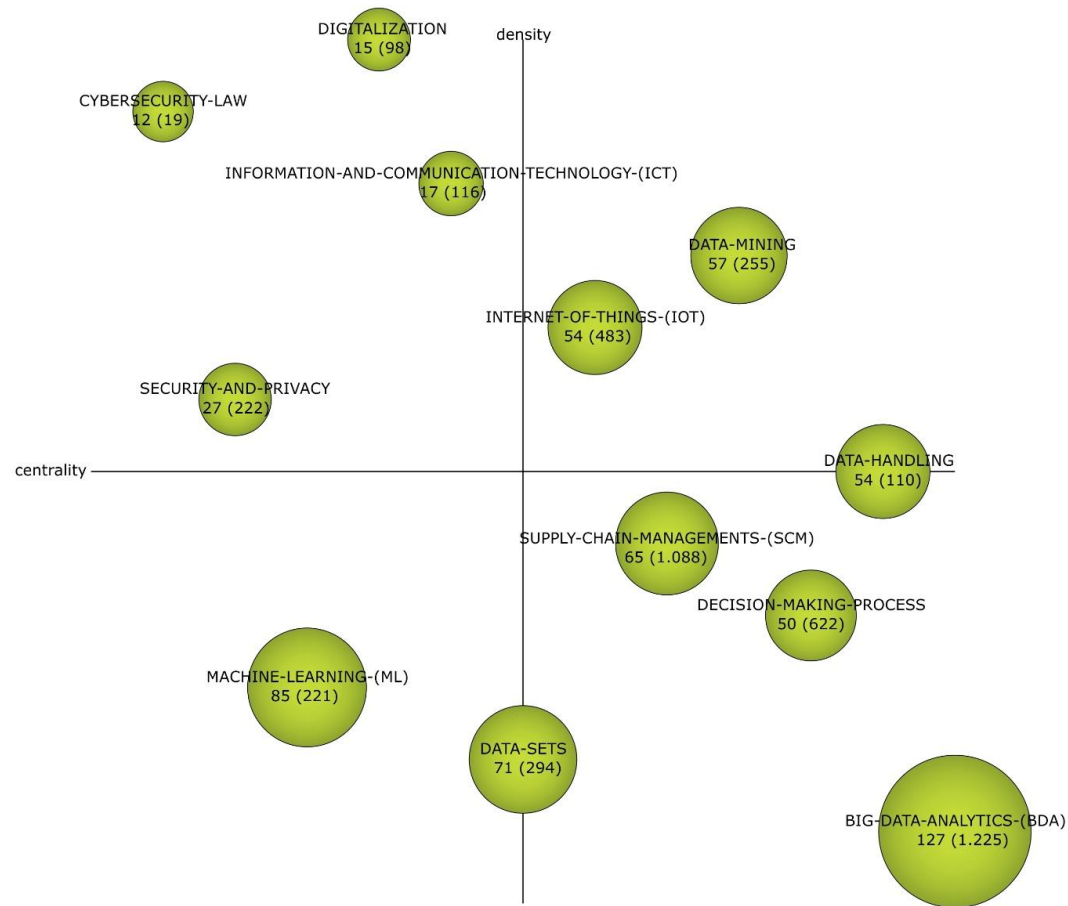 DIGITALIZATION
15 (98)
density
CYBERSECURITY-LAW
12 (19)
INFORMATION-AND-COMMUNICATION-TECHNOLOGY-(ICT)
17 (116)
DATA-MINING
57 (255)
INTERNET-OF-THINGS-(IOT)
54 (483)
SECURITY-AND-PRIVACY
27 (222)
centrality
DATA-HANDLING
54 (110)
SUPPLY-CHAIN-MANAGEMENTS-(SCM)
65 (1.088)
DECISION-MAKING-PROCESS
50 (622)
MACHINE-LEARNING-(ML)
85 (221)
DATA-SETS
71 (294)
BIG-DATA-ANALYTICS-(BDA)
127 (1.225)